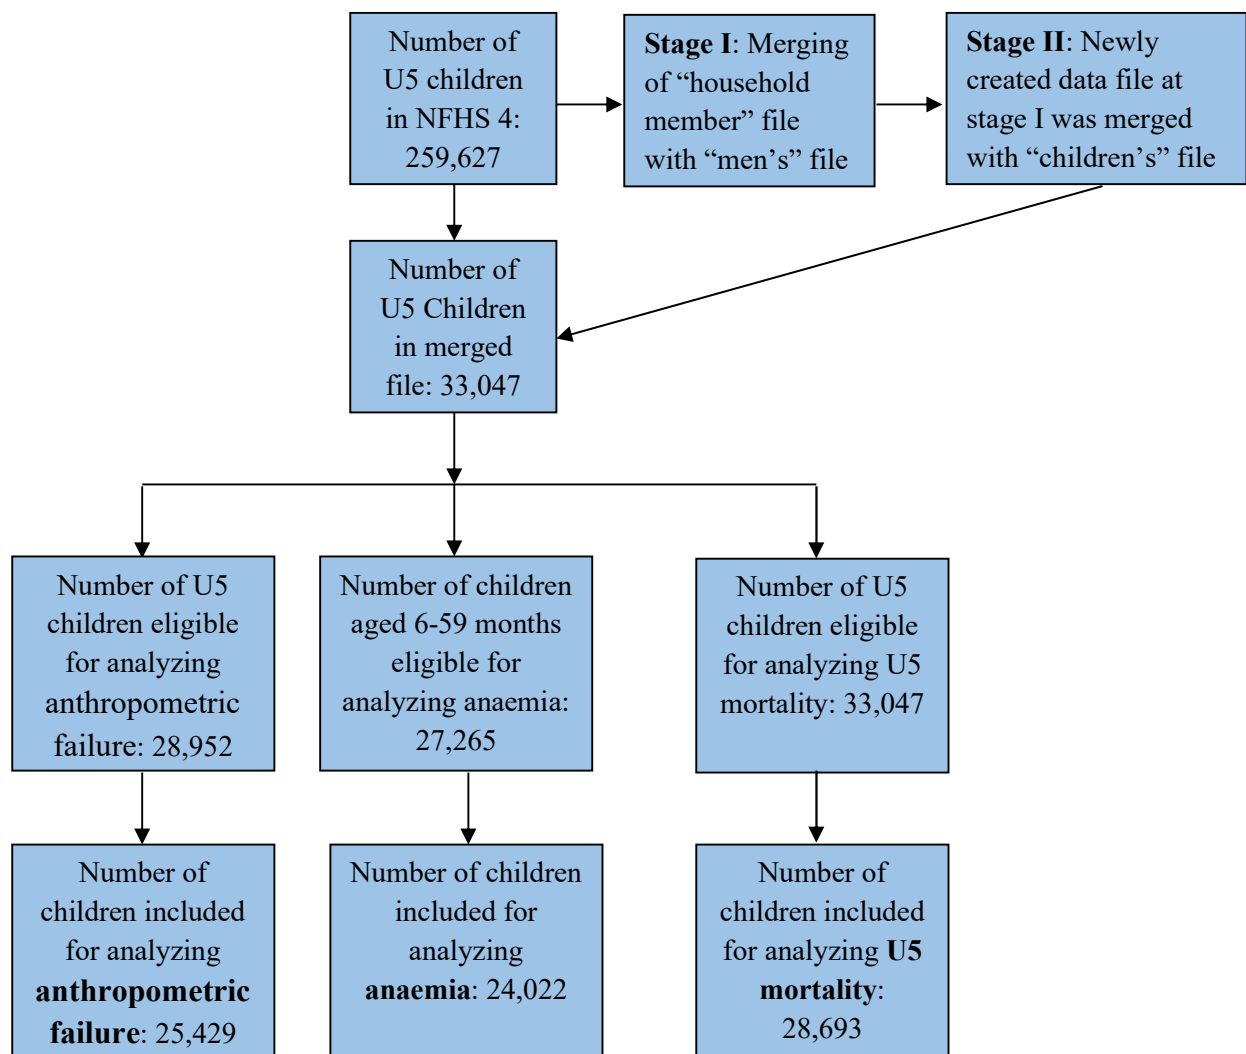 Number of
U5 children
in NFHS 4:
259,627
Stage I: Merging
of “household
member” file
with “men’s” file
Stage II: Newly
created data file at
stage I was merged
with “children’s” file
Number of
U5 Children
in merged
file: 33,047
Number of U5
children eligible
for analyzing
anthropometric
failure: 28,952
Number of children
aged 6-59 months
eligible for
analyzing anaemia:
27,265
Number of U5
children eligible
for analyzing U5
mortality: 33,047
Number of
children included
for analyzing
anthropometric
failure: 25,429
Number of children
included for
analyzing
anaemia: 24,022
Number of
children included
for analyzing U5
mortality:
28,693